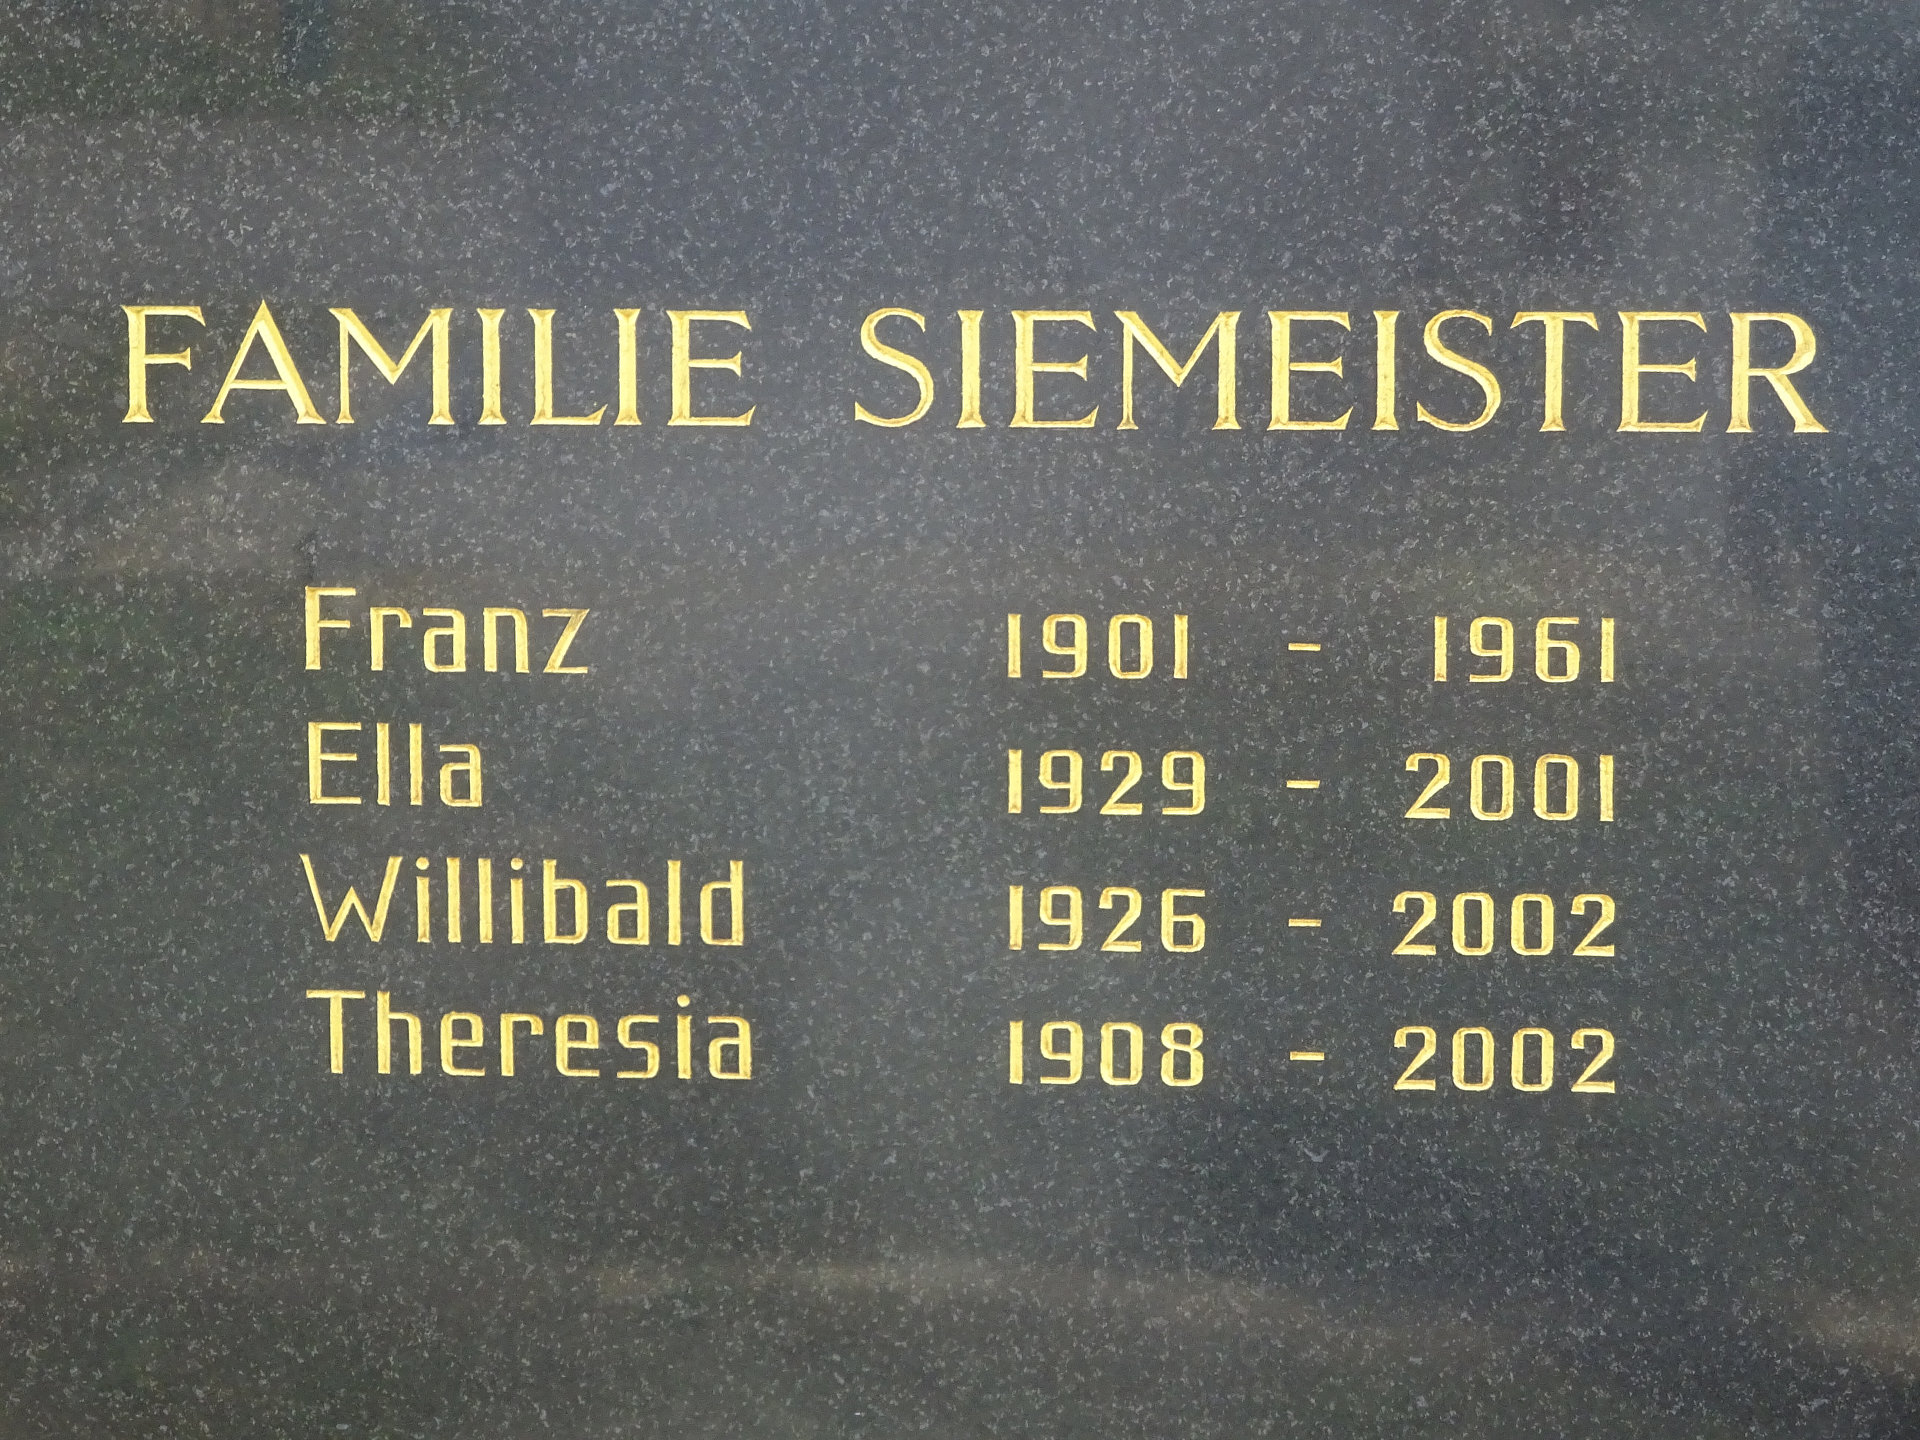 FAMILIE SIEMEISTER
Franz 1901 - 1961
Ella 1929 - 2001
Willibald 1926 - 2002
Theresia 1908 - 2002